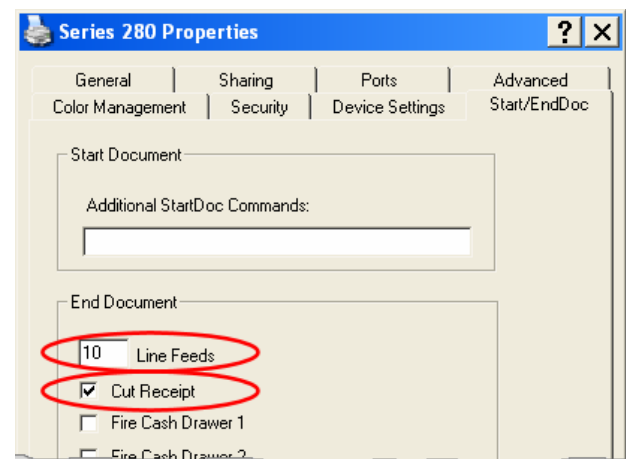 Series 280 Properties
General Sharing Ports Advanced
Color Management Security Device Settings Start/EndDoc
Start Document
Additional StartDoc Commands:
End Document
10 Line Feeds
Cut Receipt
Fire Cash Drawer 1
Fire Cash Drawer 2